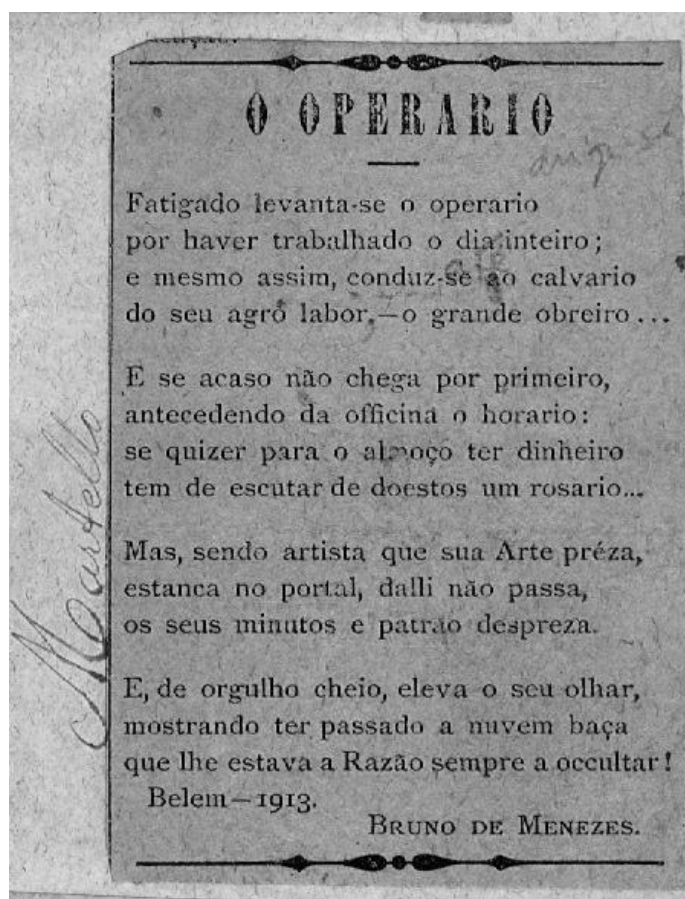 O OPERARIO
Fatigado levanta-se o operario
por haver trabalhado o dia inteiro;
e mesmo assim, conduz-se ao calvario
do seu agro labor,—o grande obreiro...
E se acaso não chega por primeiro,
antecedendo da officina o horario:
se quizer para o almoço ter dinheiro
tem de escutar de doestos um rosario...
Mas, sendo artista que sua Arte préza,
estanca no portal, dalli não passa,
os seus minutos e patrão despreza.
E, de orgulho cheio, eleva o seu olhar,
mostrando ter passado a nuvem baça
que lhe estava a Razão sempre a occultar!
Belem—1913.
BRUNO DE MENEZES.
Martello